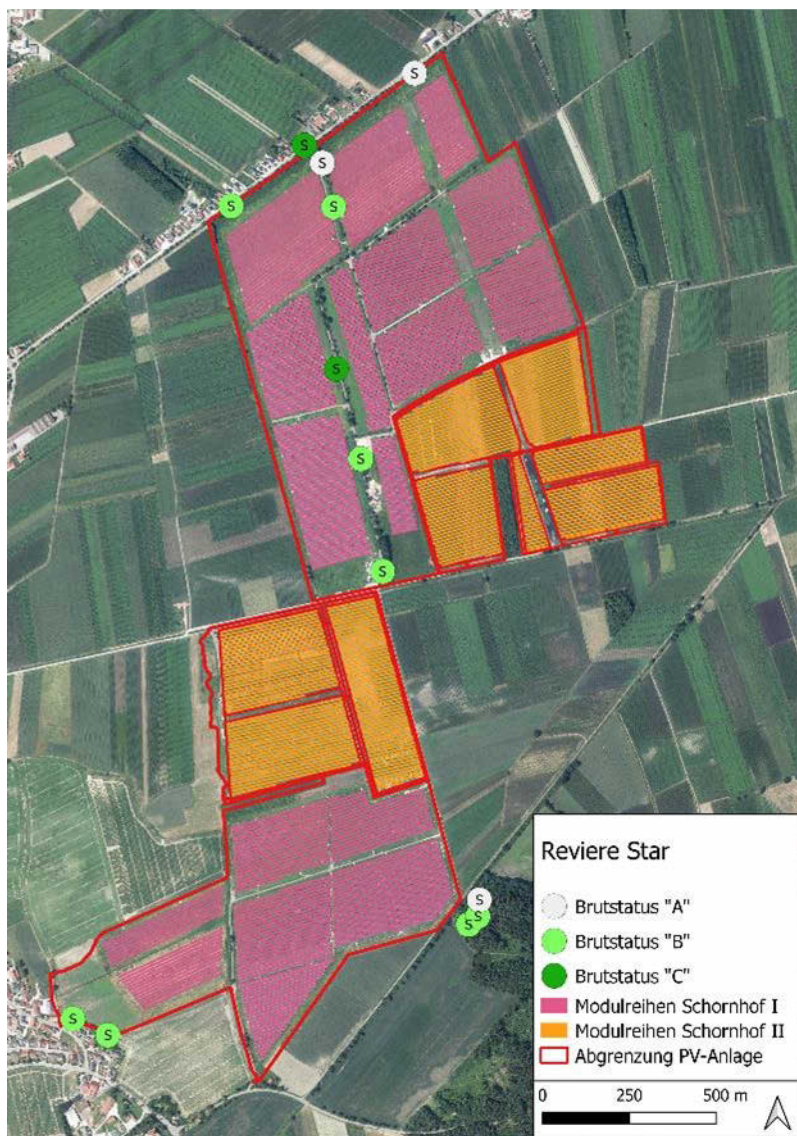 S
S
S
S
S
S
S
S
S
S
S
S
S
Reviere Star
Brutstatus "A"
Brutstatus "B"
Brutstatus "C"
Modulreihen Schornhof I
Modulreihen Schornhof II
Abgrenzung PV-Anlage
0 250 500 m